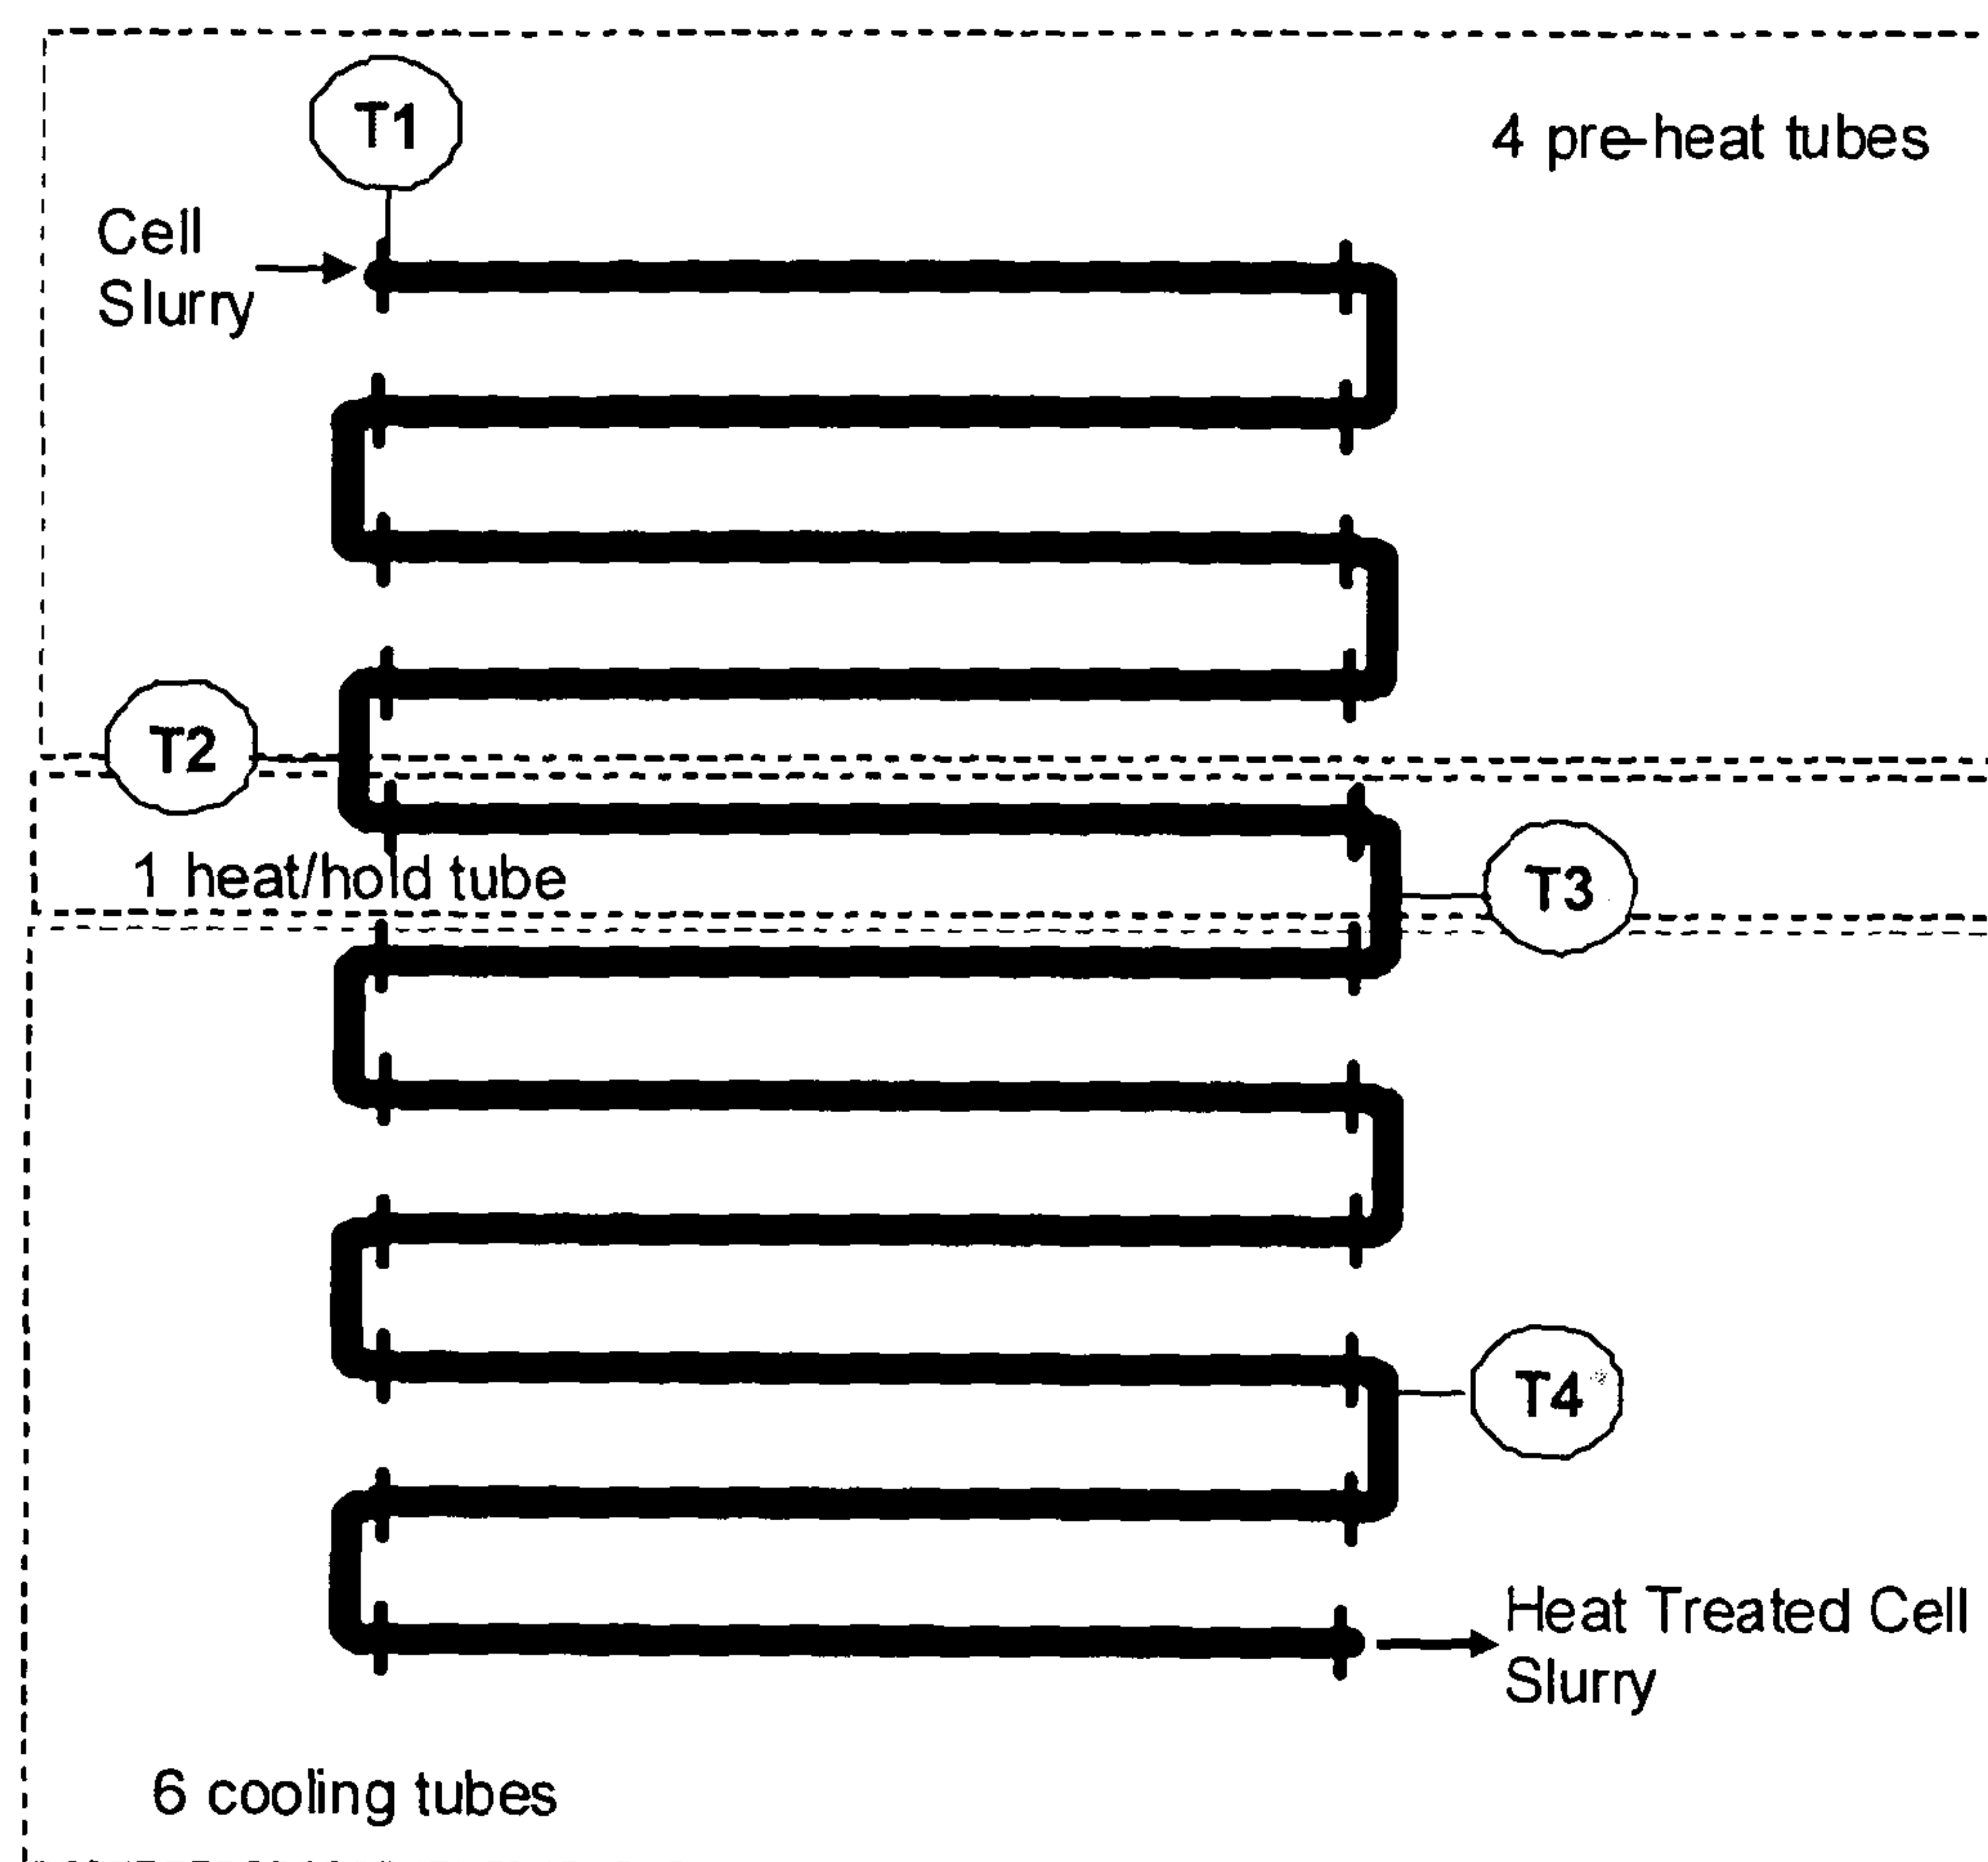 T1
4 pre-heat tubes
Cell
Slurry
T2
1 heat/hold tube
T3
T4
Heat Treated Cell
Slurry
6 cooling tubes